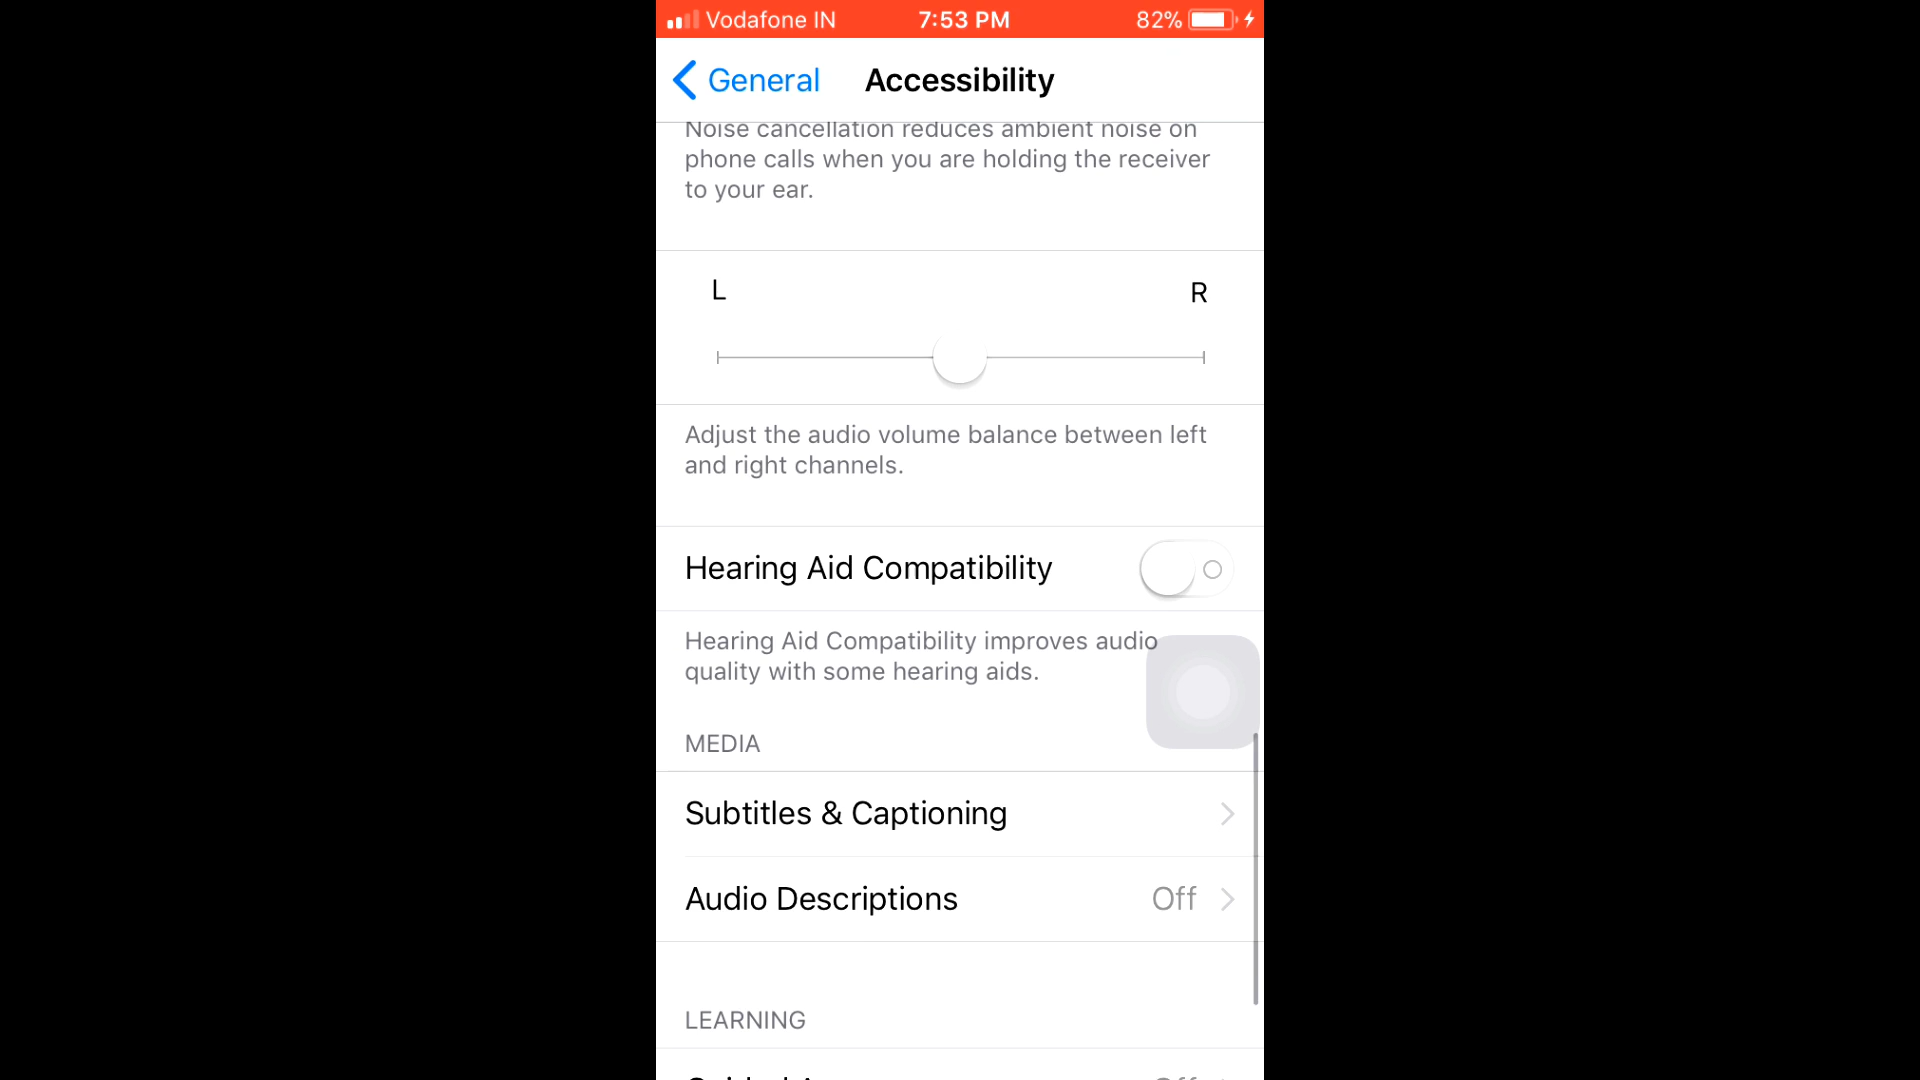 Vodafone IN 7:53 PM 82%
General Accessibility
Noise cancellation reduces ambient noise on
phone calls when you are holding the receiver
to your ear.
L R
Adjust the audio volume balance between left
and right channels.
Hearing Aid Compatibility
Hearing Aid Compatibility improves audio
quality with some hearing aids.
MEDIA
Subtitles & Captioning
Audio Descriptions Off
LEARNING